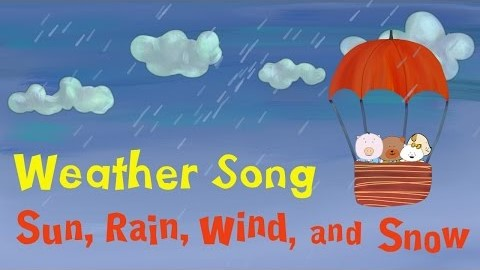 Weather Song
Sun, Rain, Wind, and Snow